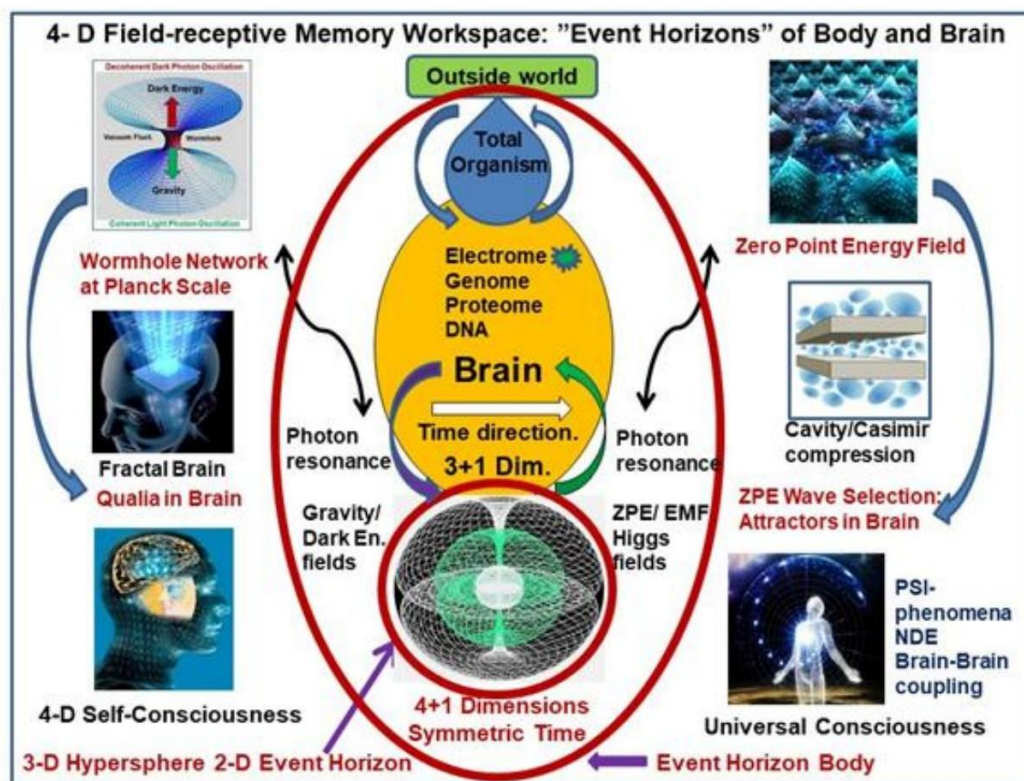 4- D Field-receptive Memory Workspace: ”Event Horizons” of Body and Brain
Decoherent Dark Photon Oscillation
Dark Energy
Vacuum Fluct.
Wormhole
Gravity
Coherent Light Photon Oscillation
Wormhole Network
at Planck Scale
Fractal Brain
Qualia in Brain
4-D Self-Consciousness
3-D Hypersphere 2-D Event Horizon
Outside world
Total
Organism
Electrome
Genome
Proteome
DNA
Brain
Time direction.
3+1 Dim.
Photon
resonance
Gravity/
Dark En.
fields
Photon
resonance
ZPE/ EMF
Higgs
fields
4+1 Dimensions
Symmetric Time
Event Horizon Body
Zero Point Energy Field
Cavity/Casimir
compression
ZPE Wave Selection:
Attractors in Brain
PSI-
phenomena
NDE
Brain-Brain
coupling
Universal Consciousness